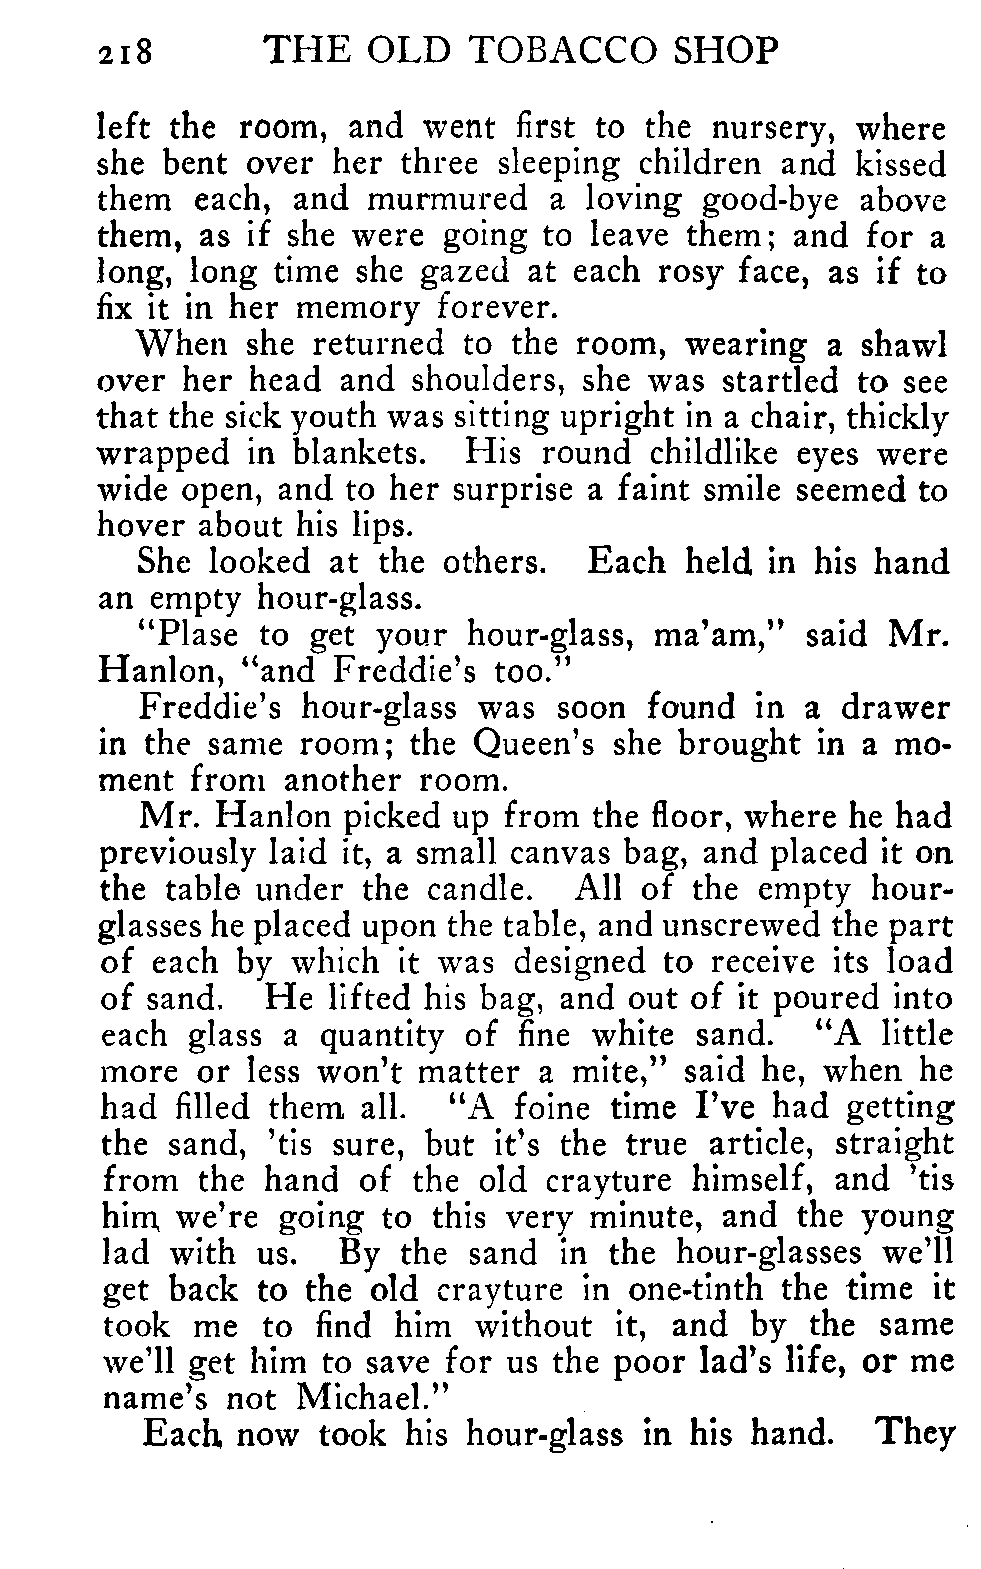 218 THE OLD TOBACCO SHOP
left the room, and went first to the nursery, where
she bent over her three sleeping children and kissed
them each, and murmured a loving good-bye above
them, as if she were going to leave them; and for a
long, long time she gazed at each rosy face, as if to
fix it in her memory forever.
When she returned to the room, wearing a shawl
over her head and shoulders, she was startled to see
that the sick youth was sitting upright in a chair, thickly
wrapped in blankets. His round childlike eyes were
wide open, and to her surprise a faint smile seemed to
hover about his lips.
She looked at the others. Each held in his hand
an empty hour-glass.
“Plase to get your hour-glass, ma’am,” said Mr.
Hanlon, “and Freddie’s too.”
Freddie’s hour-glass was soon found in a drawer
in the same room; the Queen’s she brought in a mo-
ment from another room.
Mr. Hanlon picked up from the floor, where he had
previously laid it, a small canvas bag, and placed it on
the table under the candle. All of the empty hour-
glasses he placed upon the table, and unscrewed the part
of each by which it was designed to receive its load
of sand. He lifted his bag, and out of it poured into
each glass a quantity of fine white sand. “A little
more or less won’t matter a mite,” said he, when he
had filled them all. “A foine time I’ve had getting
the sand, ’tis sure, but it’s the true article, straight
from the hand of the old crayture himself, and ’tis
him we’re going to this very minute, and the young
lad with us. By the sand in the hour-glasses we’ll
get back to the old crayture in one-tinth the time it
took me to find him without it, and by the same
we’ll get him to save for us the poor lad’s life, or me
name’s not Michael.”
Each now took his hour-glass in his hand. They